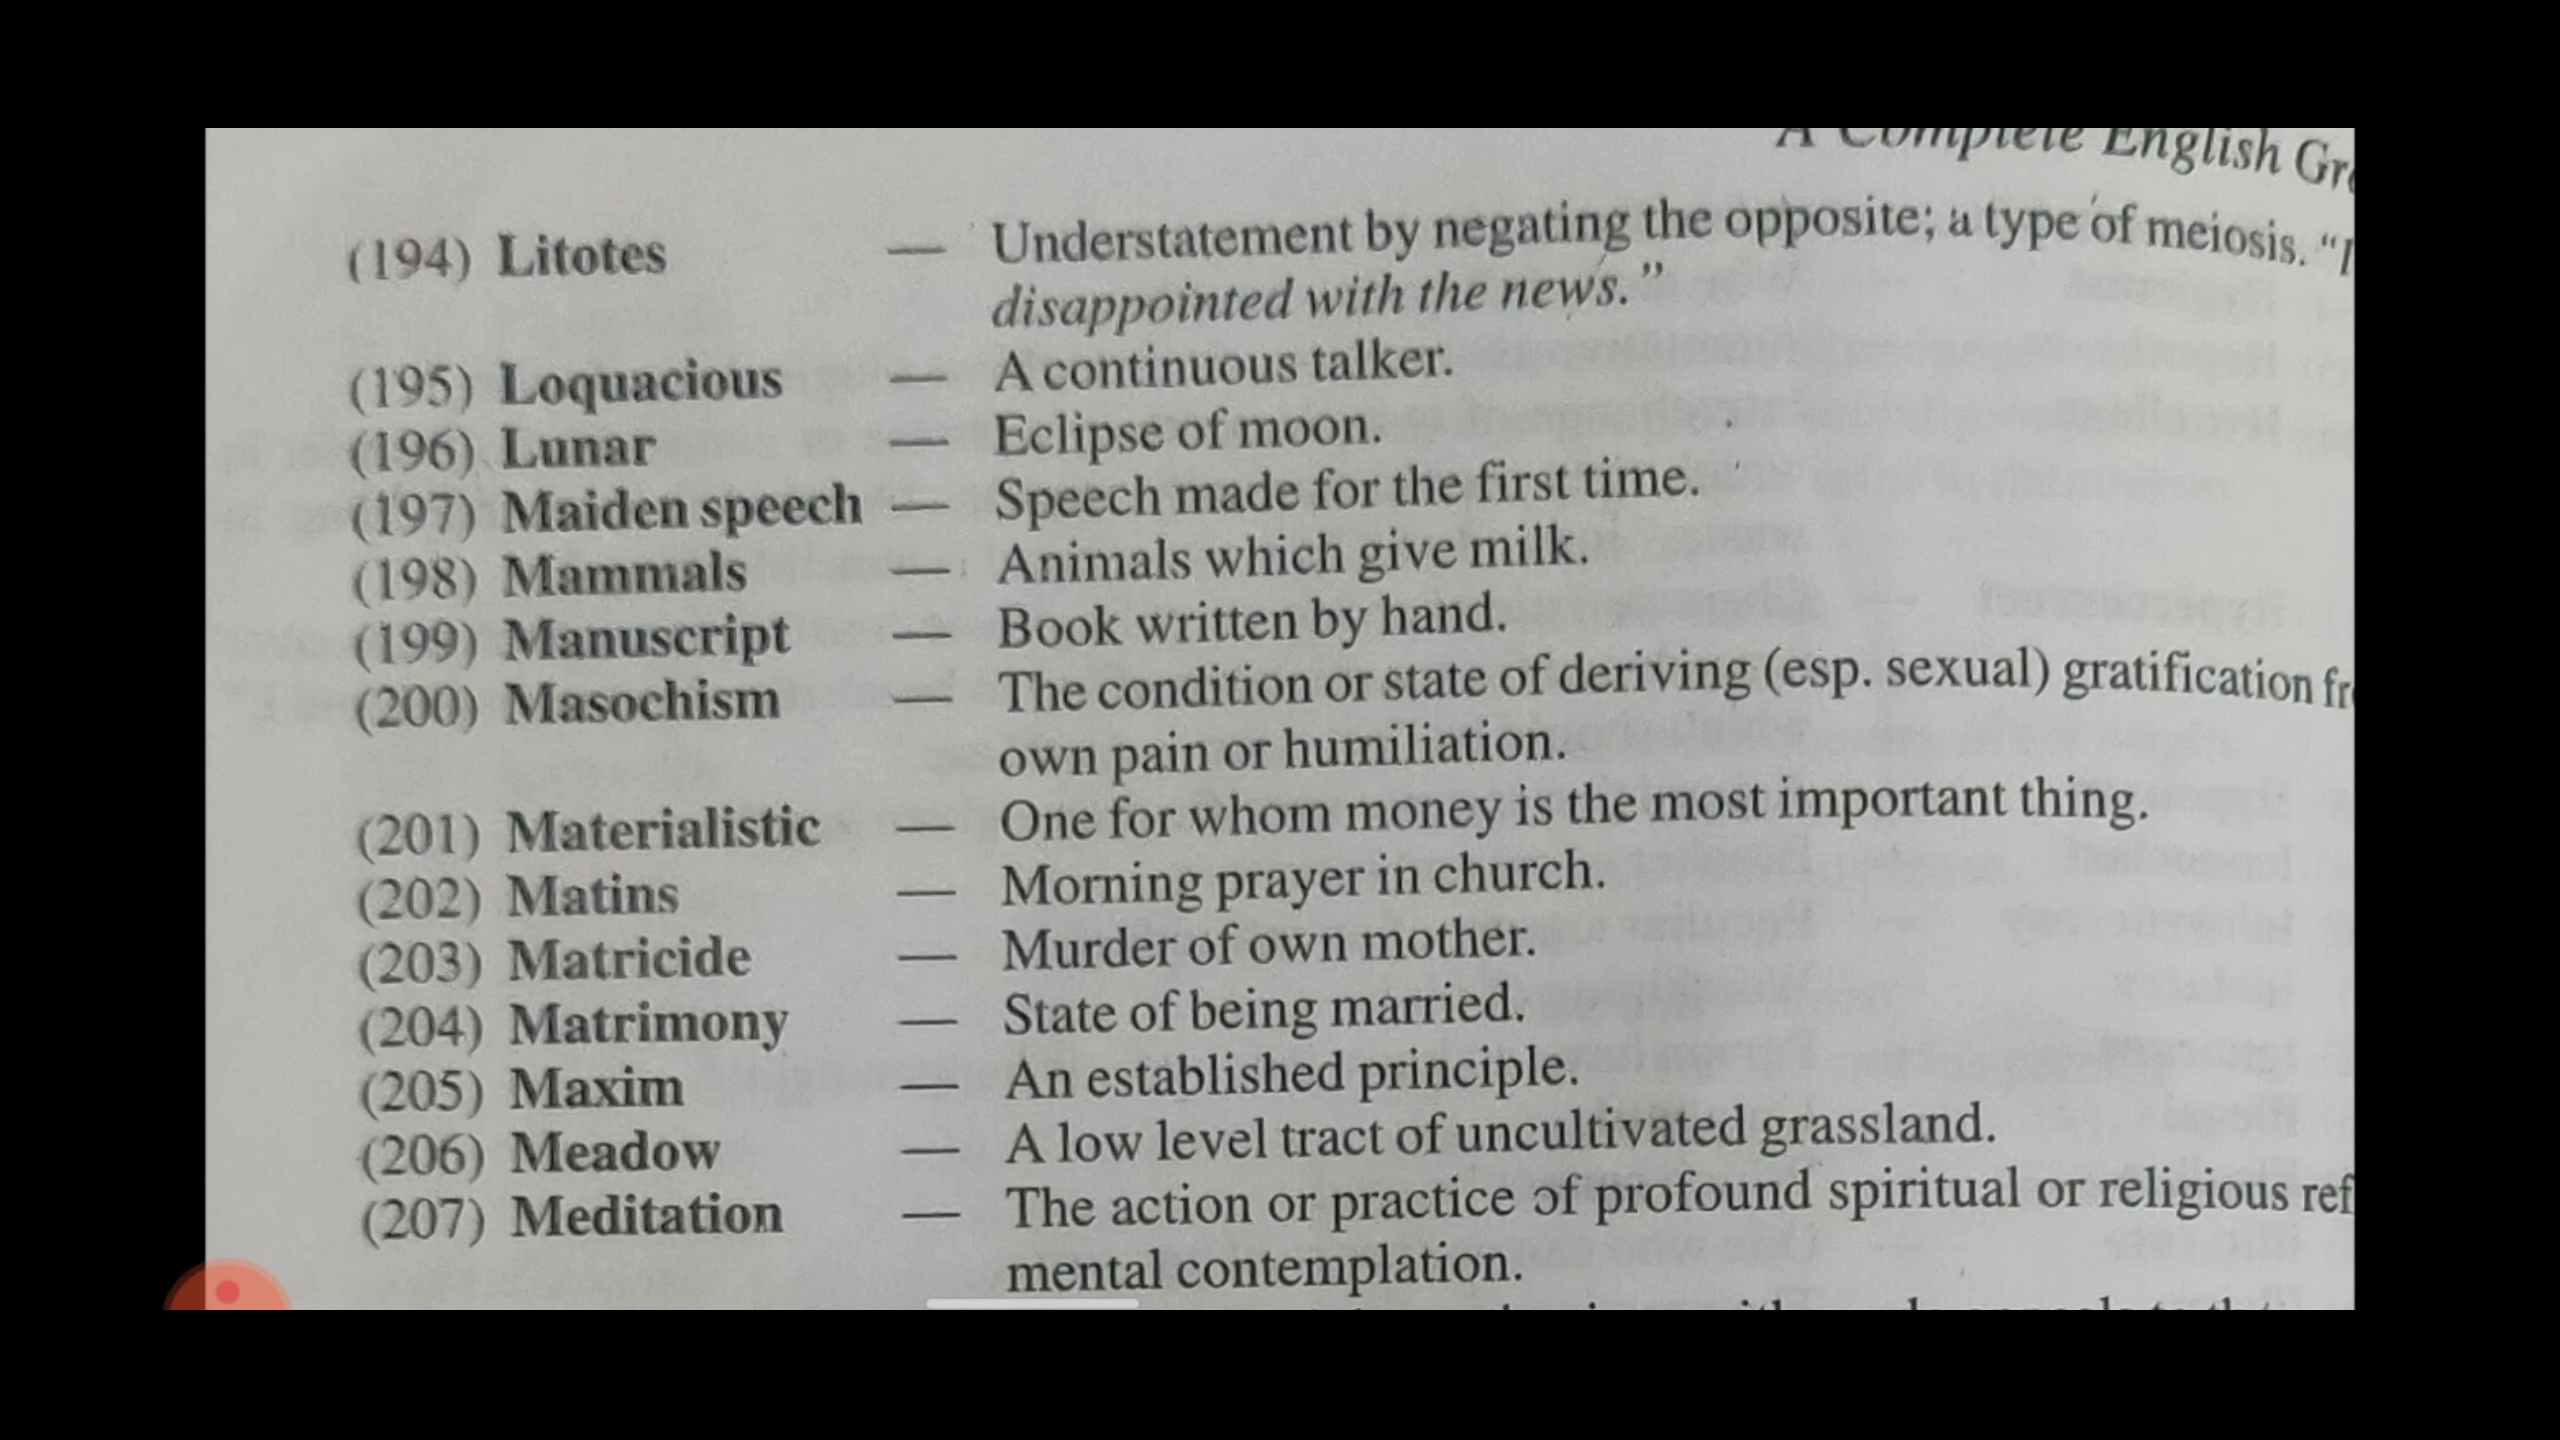 A Complete English Gr
(194) Litotes — Understatement by negating the opposite; a type of meiosis. “I
disappointed with the news.”
(195) Loquacious — A continuous talker.
(196) Lunar — Eclipse of moon.
(197) Maiden speech — Speech made for the first time.
(198) Mammals — Animals which give milk.
(199) Manuscript — Book written by hand.
(200) Masochism — The condition or state of deriving (esp. sexual) gratification fr
own pain or humiliation.
(201) Materialistic — One for whom money is the most important thing.
(202) Matins — Morning prayer in church.
(203) Matricide — Murder of own mother.
(204) Matrimony — State of being married.
(205) Maxim — An established principle.
(206) Meadow — A low level tract of uncultivated grassland.
(207) Meditation — The action or practice of profound spiritual or religious ref
mental contemplation.